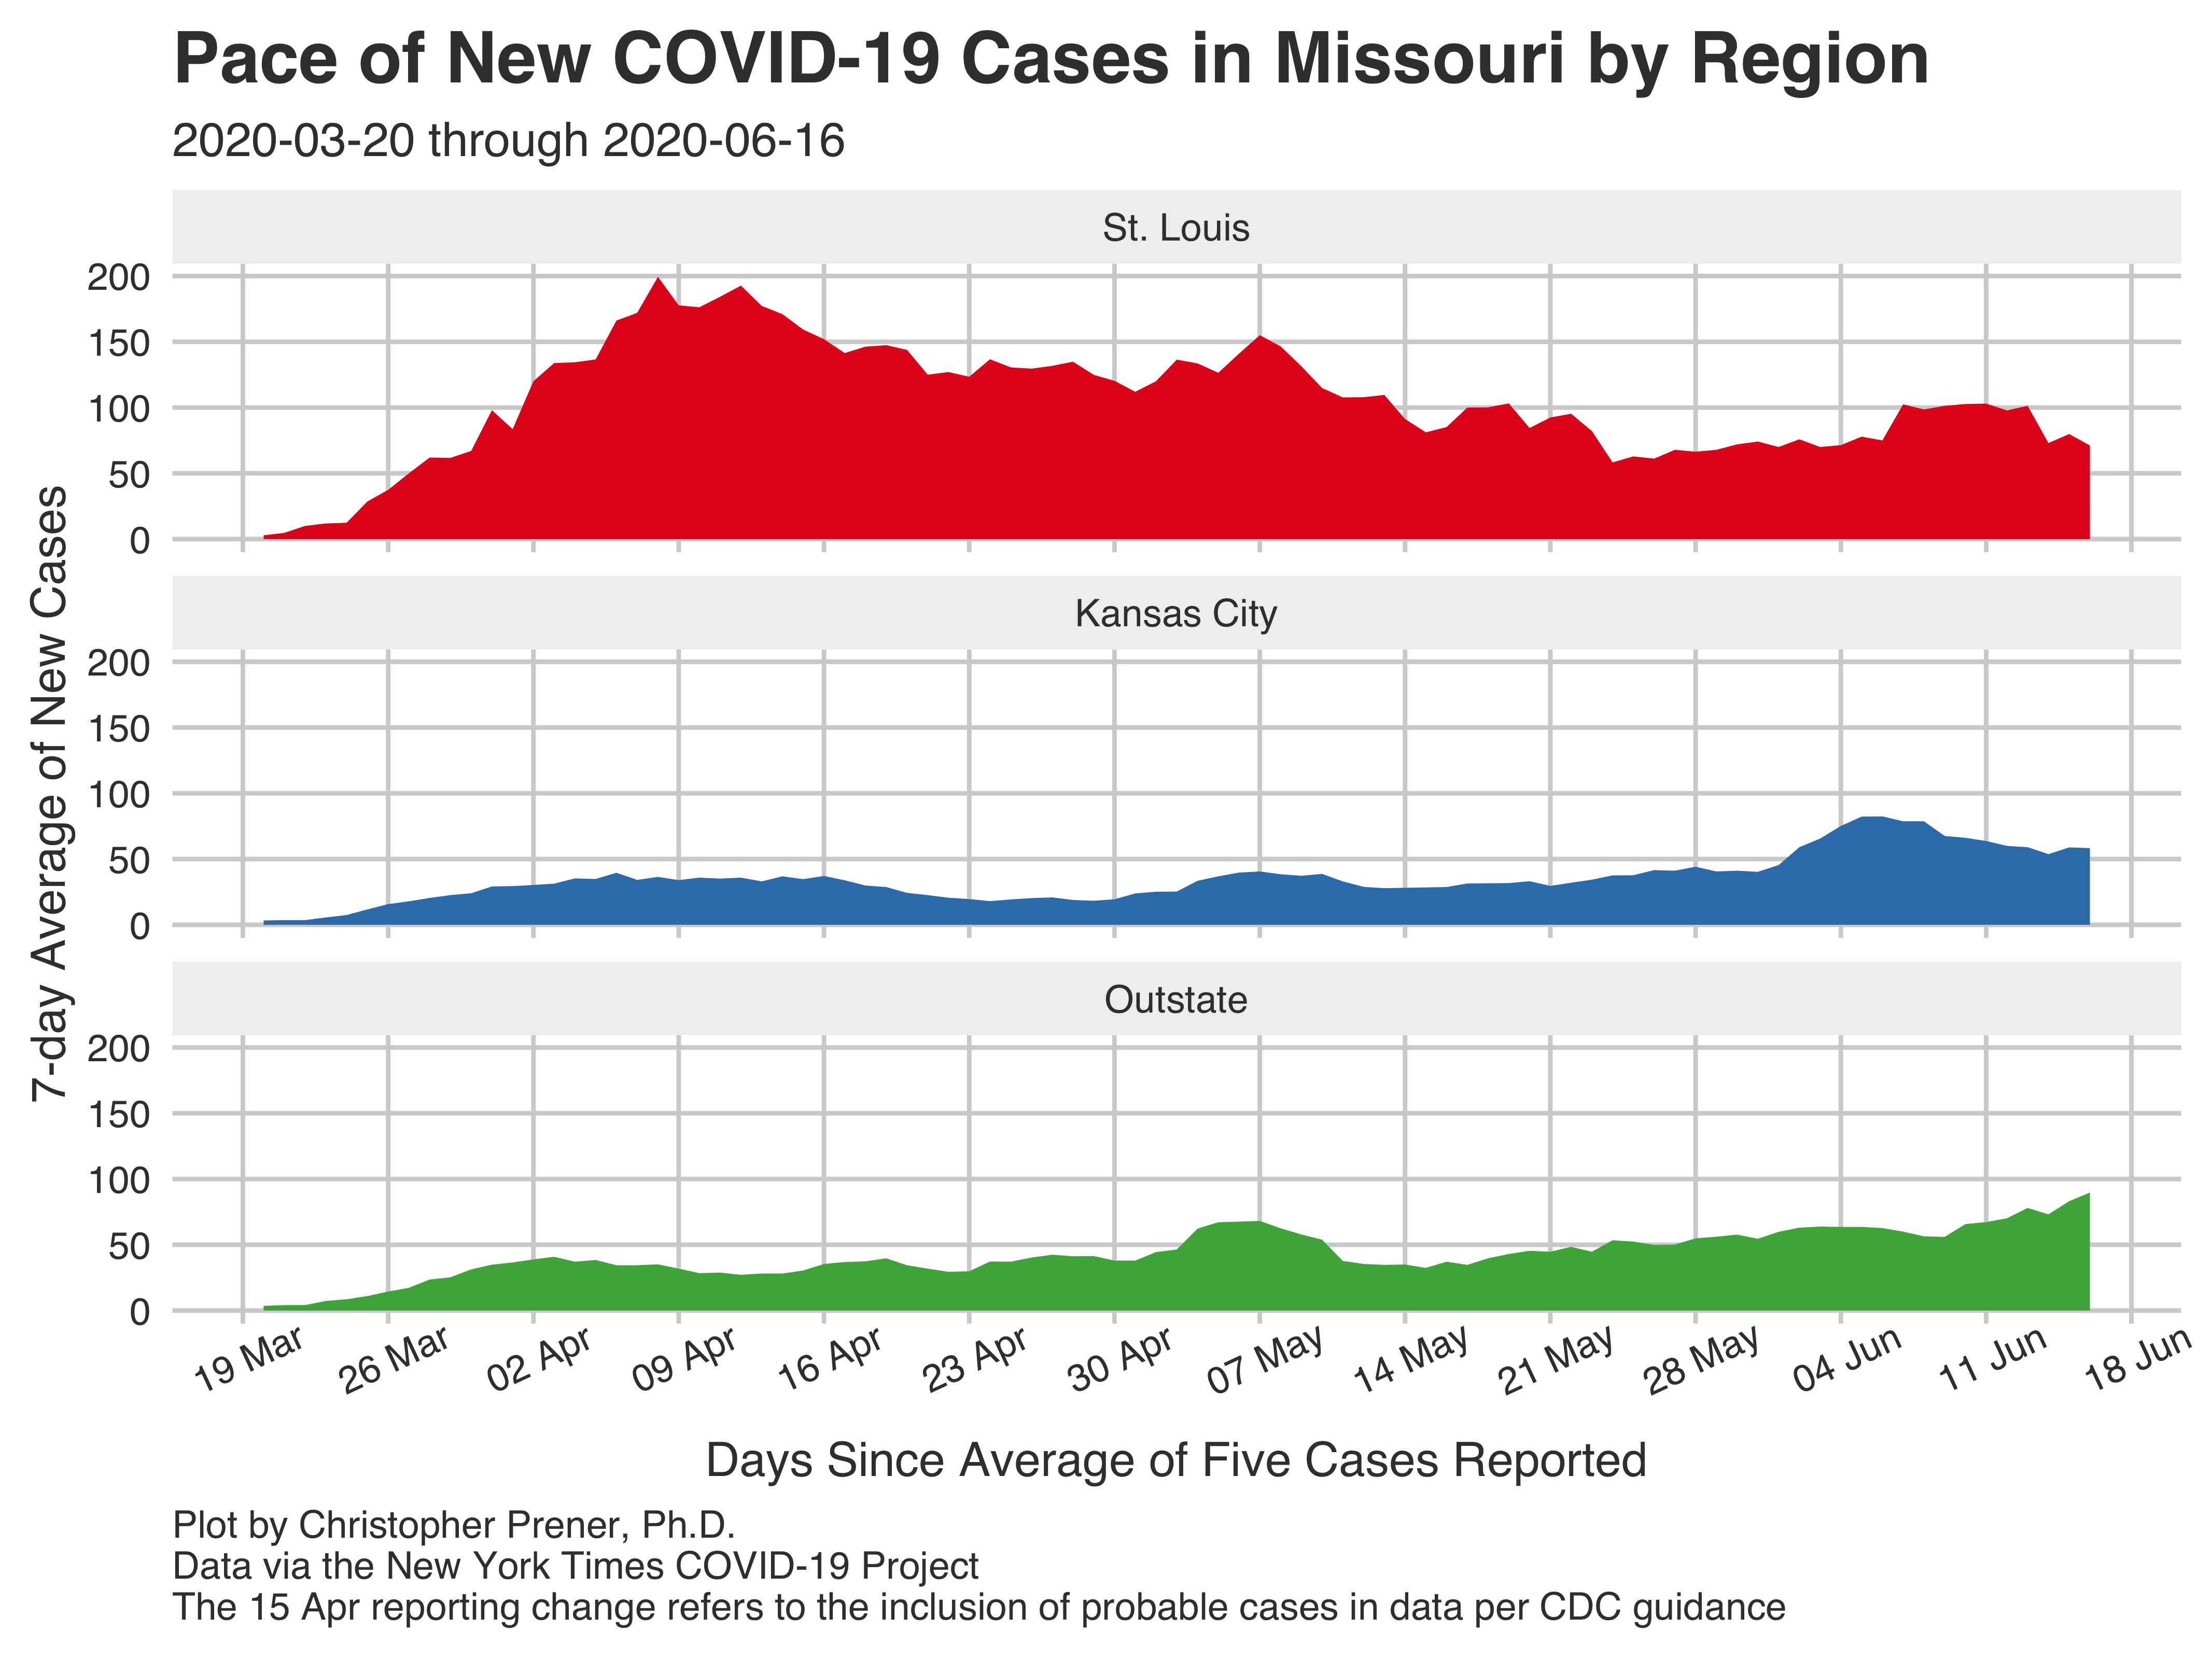 Pace of New COVID-19 Cases in Missouri by Region
2020-03-20 through 2020-06-16
St. Louis
200
150
100
50
0
Kansas City
200
150
100
50
0
Outstate
200
150
100
50
0
7-day Average of New Cases
19 Mar
26 Mar
02 Apr
09 Apr
16 Apr
23 Apr
30 Apr
07 May
14 May
21 May
28 May
04 Jun
11 Jun
18 Jun
Days Since Average of Five Cases Reported
Plot by Christopher Prener, Ph.D.
Data via the New York Times COVID-19 Project
The 15 Apr reporting change refers to the inclusion of probable cases in data per CDC guidance